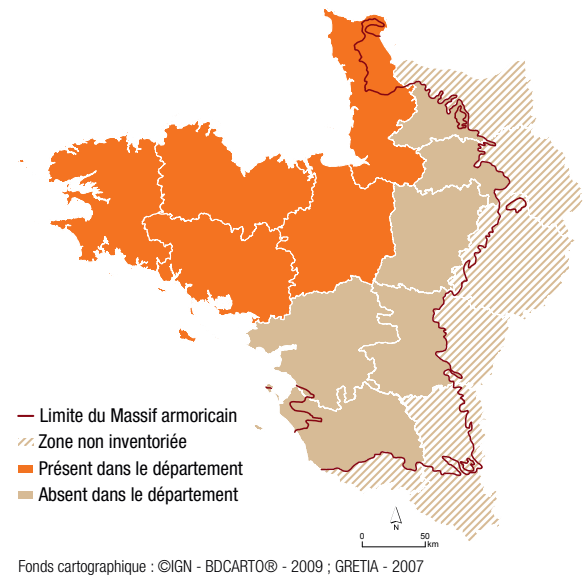 Limite du Massif armoricain
Zone non inventoriée
Présent dans le département
Absent dans le département
N
0 50
km
Fonds cartographique : ©IGN - BDCARTO® - 2009 ; GRETIA - 2007